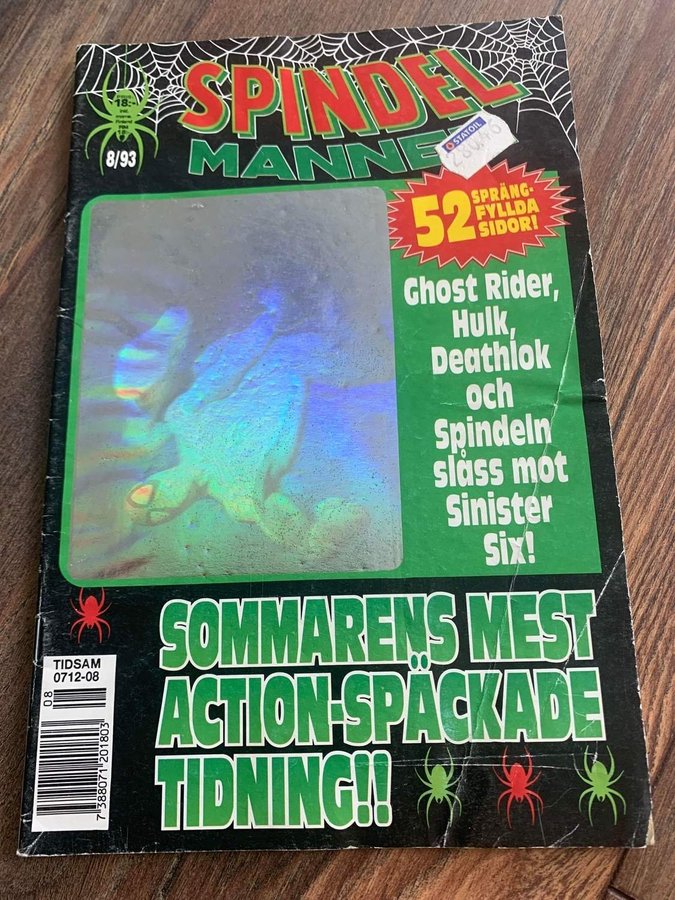 SPINDEL
MANNEN
18:-
8/93
STATOIL
52 SPRÄNG-
FYLLDA
SIDOR!
Ghost Rider,
Hulk,
Deathlok
och
Spindeln
slåss mot
Sinister
Six!
SOMMARENS MEST
ACTION-SPÄCKADE
TIDNING!!
TIDSAM
0712-08
08
7 388071 201803